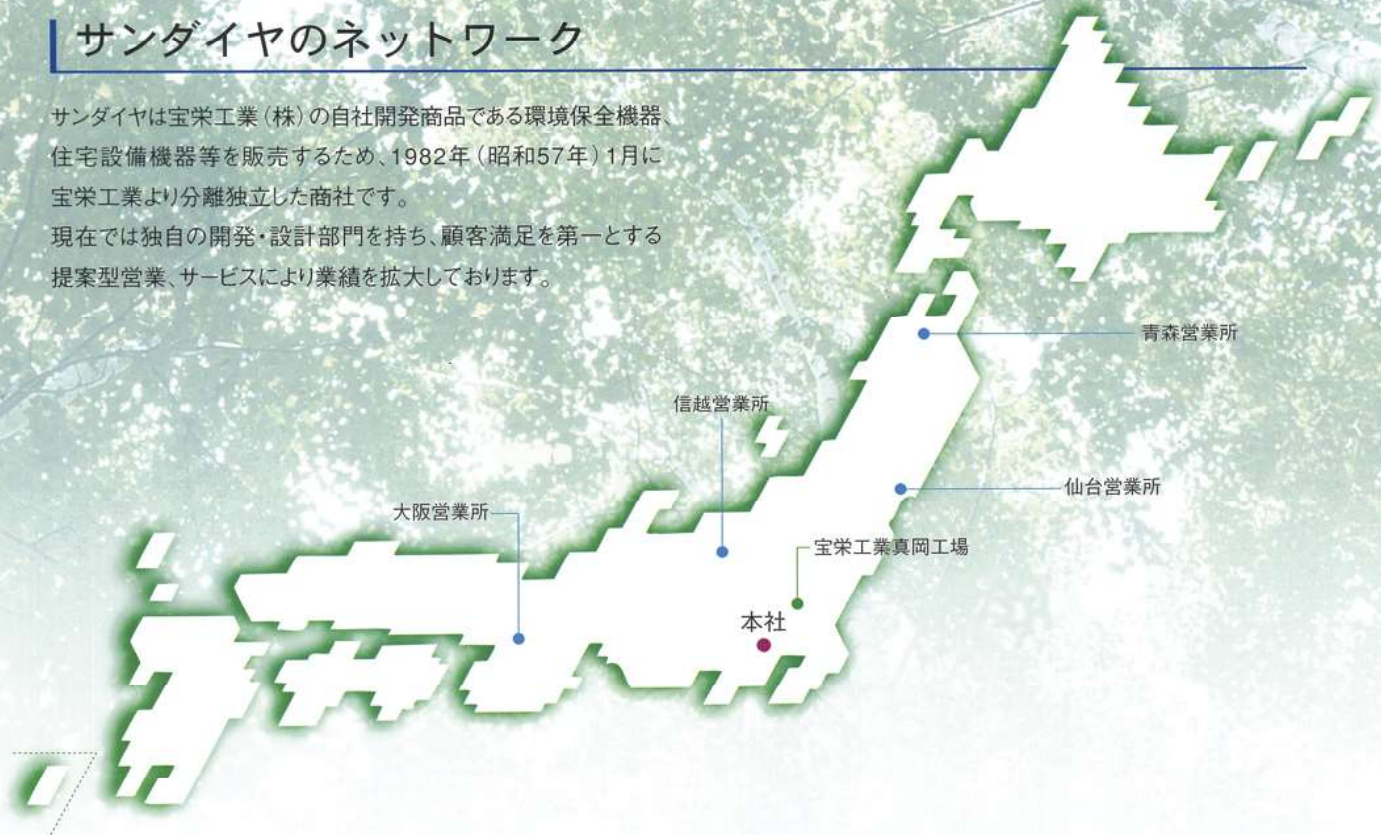 サンダイヤのネットワーク
サンダイヤは宝栄工業(株)の自社開発商品である環境保全機器、
住宅設備機器等を販売するため、1982年(昭和57年)1月に
宝栄工業より分離独立した商社です。
現在では独自の開発・設計部門を持ち、顧客満足を第一とする
提案型営業、サービスにより業績を拡大しております。
青森営業所
信越営業所
仙台営業所
大阪営業所
宝栄工業真岡工場
本社